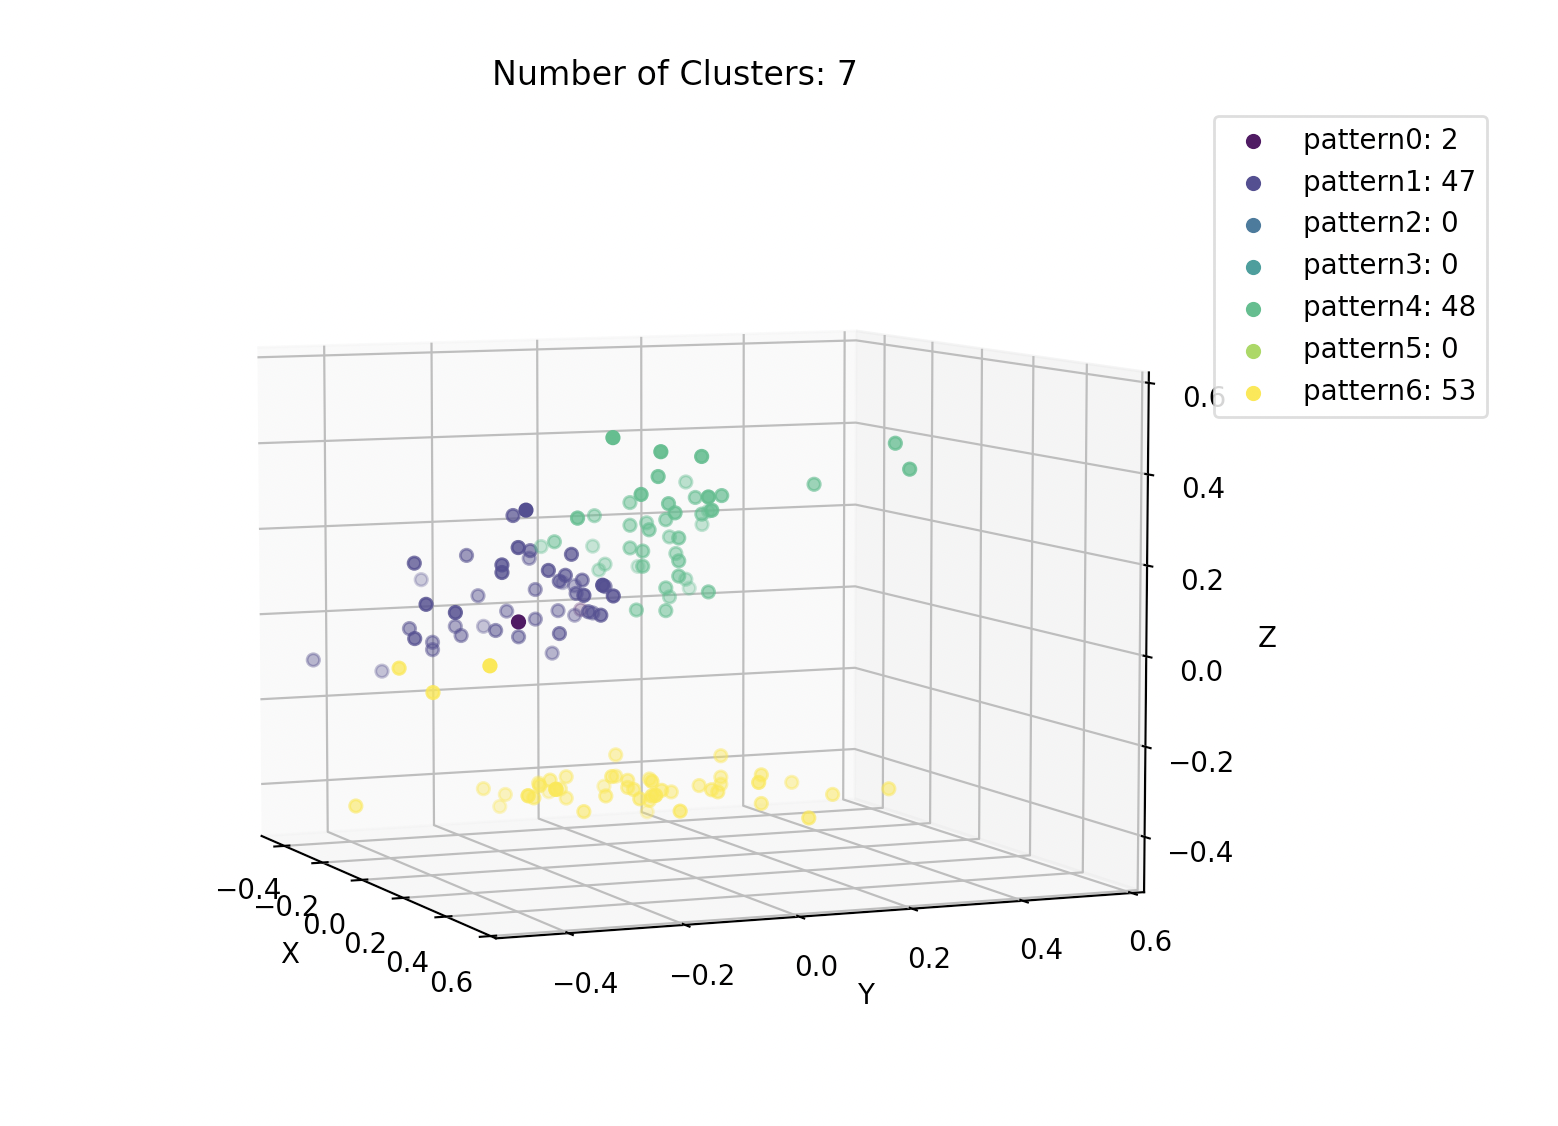 Number of Clusters: 7
pattern0: 2
pattern1: 47
pattern2: 0
pattern3: 0
pattern4: 48
pattern5: 0
pattern6: 53
0.6
0.4
0.2
0.0
−0.2
−0.4
Z
−0.4
−0.2
0.0
0.2
0.4
0.6
X
−0.4
−0.2
0.0
0.2
0.4
0.6
Y